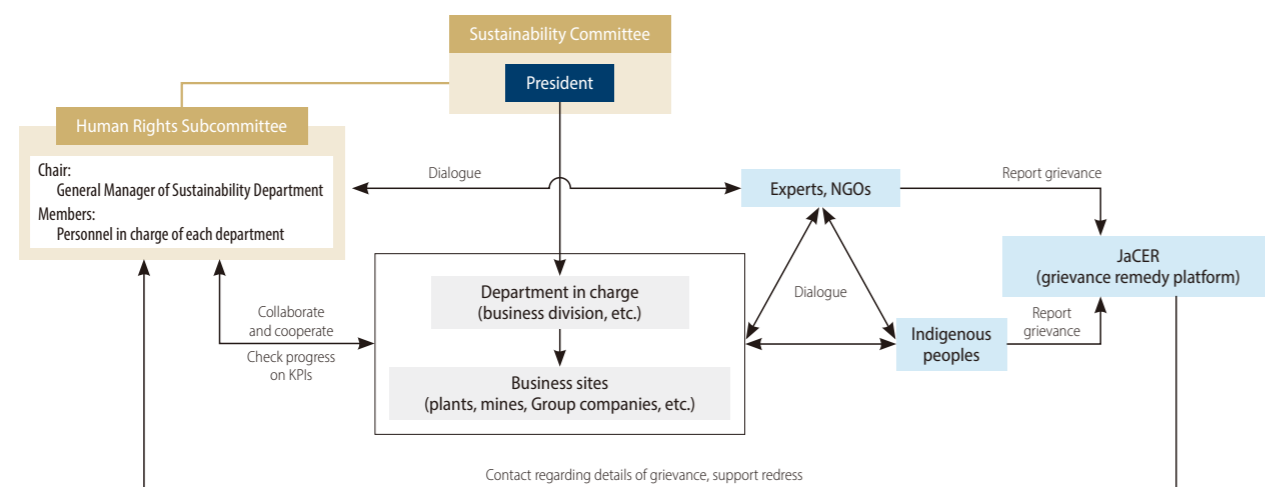 Sustainability Committee
President
Human Rights Subcommittee
Chair:
General Manager of Sustainability Department
Members:
Personnel in charge of each department
Dialogue
Experts, NGOs
Report grievance
JaCER
(grievance remedy platform)
Collaborate
and cooperate
Check progress
on KPIs
Department in charge
(business division, etc.)
Business sites
(plants, mines, Group companies, etc.)
Dialogue
Indigenous
peoples
Report
grievance
Contact regarding details of grievance, support redress